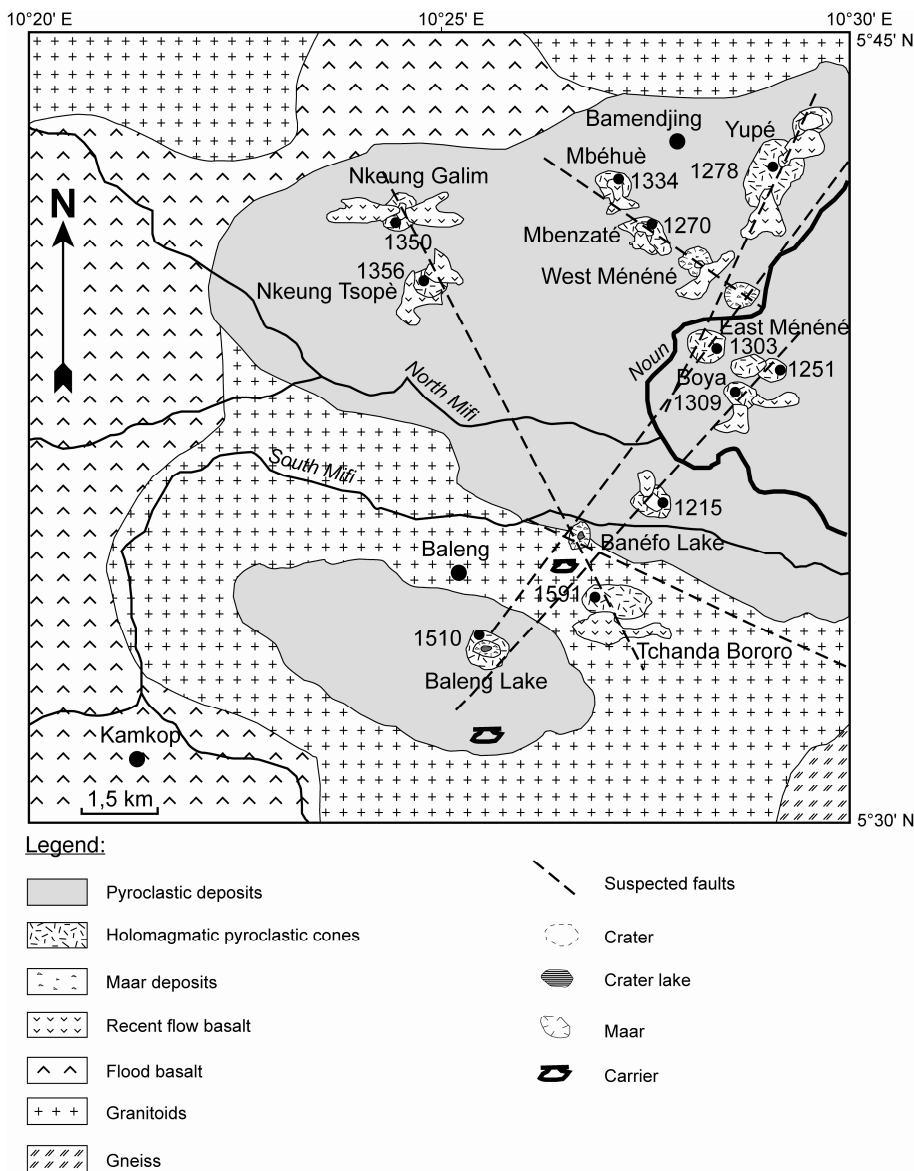 10°20' E
10°25' E
10°30' E
5°45' N
Bamendjing
Yupé
Mbéhuè
1278
1334
Nkeung Galim
N
1270
Mbenzaté
1350
1356
West Ménéné
Nkeung Tsopè
East Ménéné
1303
Noun
1251
Boya
1309
North Mifi
South Mifi
1215
Banéfo Lake
Baleng
1591
1510
Tchanda Bororo
Baleng Lake
Kamkop
1,5 km
5°30' N
Legend:
Pyroclastic deposits
Holomagmatic pyroclastic cones
Maar deposits
Recent flow basalt
Flood basalt
Granitoids
Gneiss
Suspected faults
Crater
Crater lake
Maar
Carrier